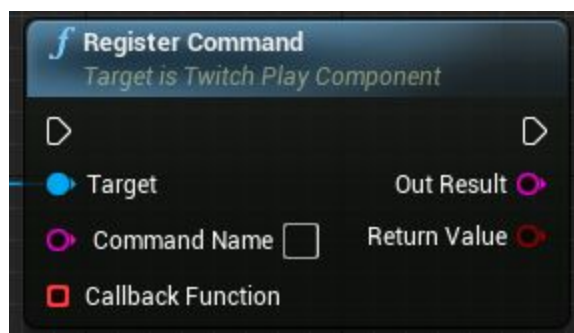 f Register Command
Target is Twitch Play Component
Target Out Result
Command Name Return Value
Callback Function